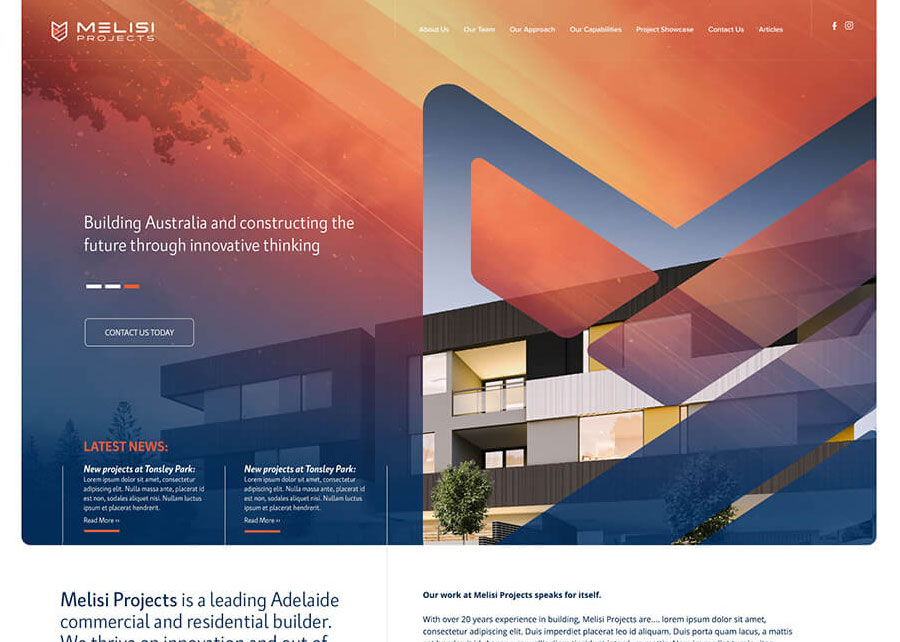 MELISI
PROJECTS
About Us Our Team Our Approach Our Capabilities Project Showcase Contact Us Articles
Building Australia and constructing the
future through innovative thinking
CONTACT US TODAY
LATEST NEWS:
New projects at Tonsley Park:
Lorem ipsum dolor sit amet, consectetur
adipiscing elit. Nulla massa ante, placerat id
est non, sodales aliquet nisi. Nullam luctus
ipsum et placerat hendrerit.
Read More ››
New projects at Tonsley Park:
Lorem ipsum dolor sit amet, consectetur
adipiscing elit. Nulla massa ante, placerat id
est non, sodales aliquet nisi. Nullam luctus
ipsum et placerat hendrerit.
Read More ››
Melisi Projects is a leading Adelaide
commercial and residential builder.
We thrive on innovation and out of
Our work at Melisi Projects speaks for itself.
With over 20 years experience in building, Melisi Projects are.... lorem ipsum dolor sit amet,
consectetur adipiscing elit. Duis imperdiet placerat leo id aliquam. Duis porta quam lacus, a mattis